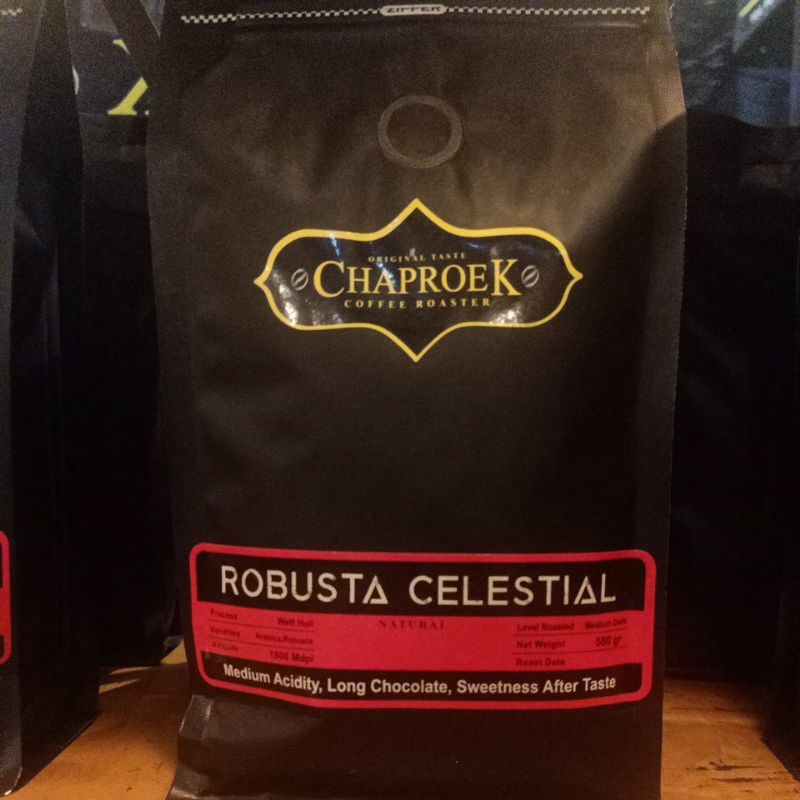 ZIPPER
ORIGINAL TASTE
CHAPROEK
COFFEE ROASTER
ROBUSTA CELESTIAL
NATURAL
Process Wett Hull
Varieties Arabica Robusta
Altitude 1800 Mdpl
Level Roasted Medium Dark
Net Weight 500 gr
Roast Date
Medium Acidity, Long Chocolate, Sweetness After Taste